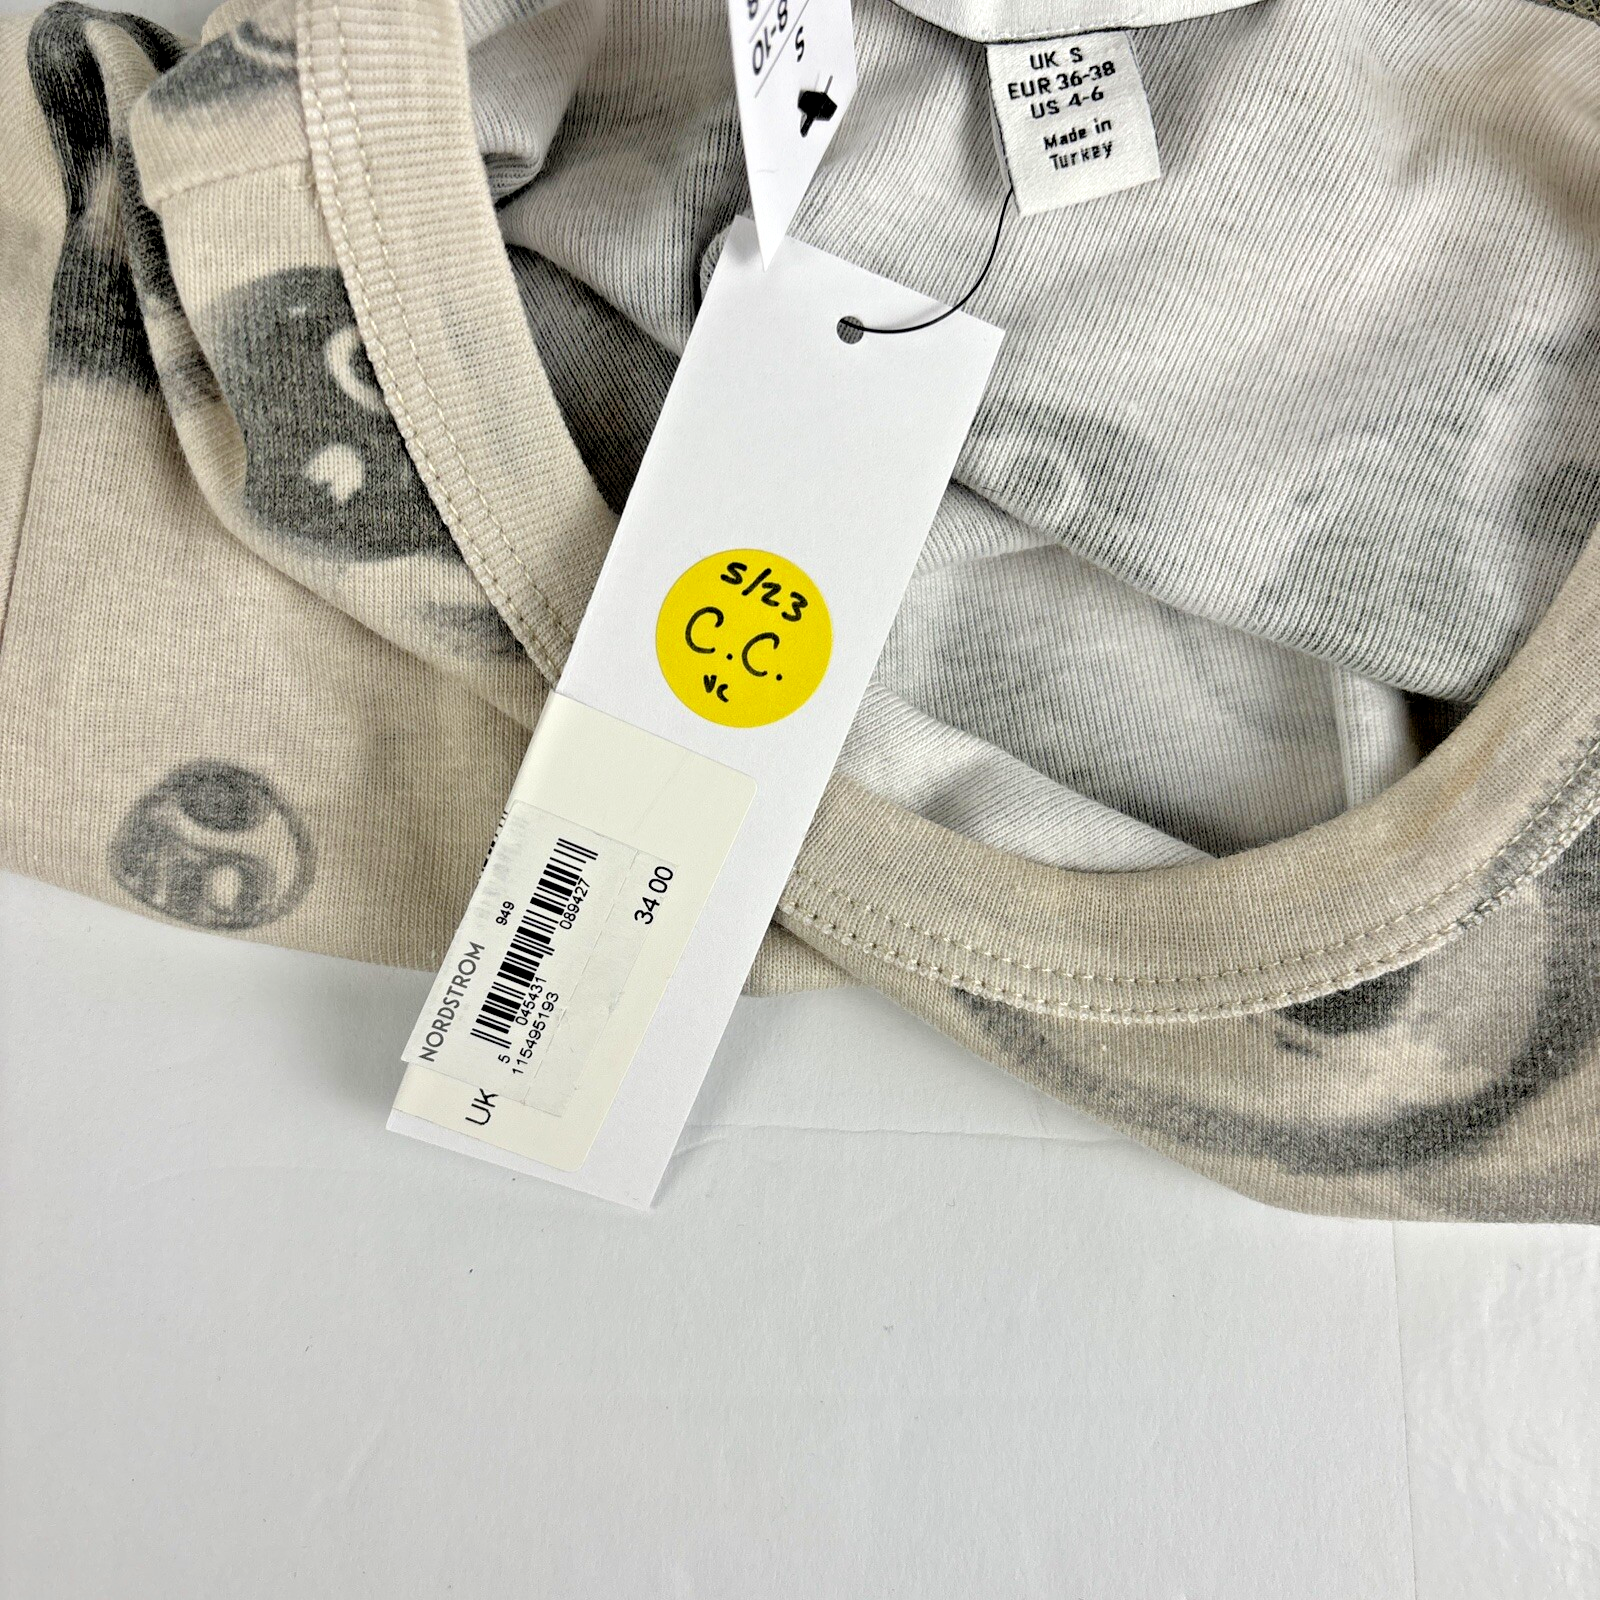 8-10
S
UK S
EUR 36-38
US 4-6
Made in
Turkey
5/23
C.C.
vc
NORDSTROM
949
5 045431 089427
115495193
34 00
UK